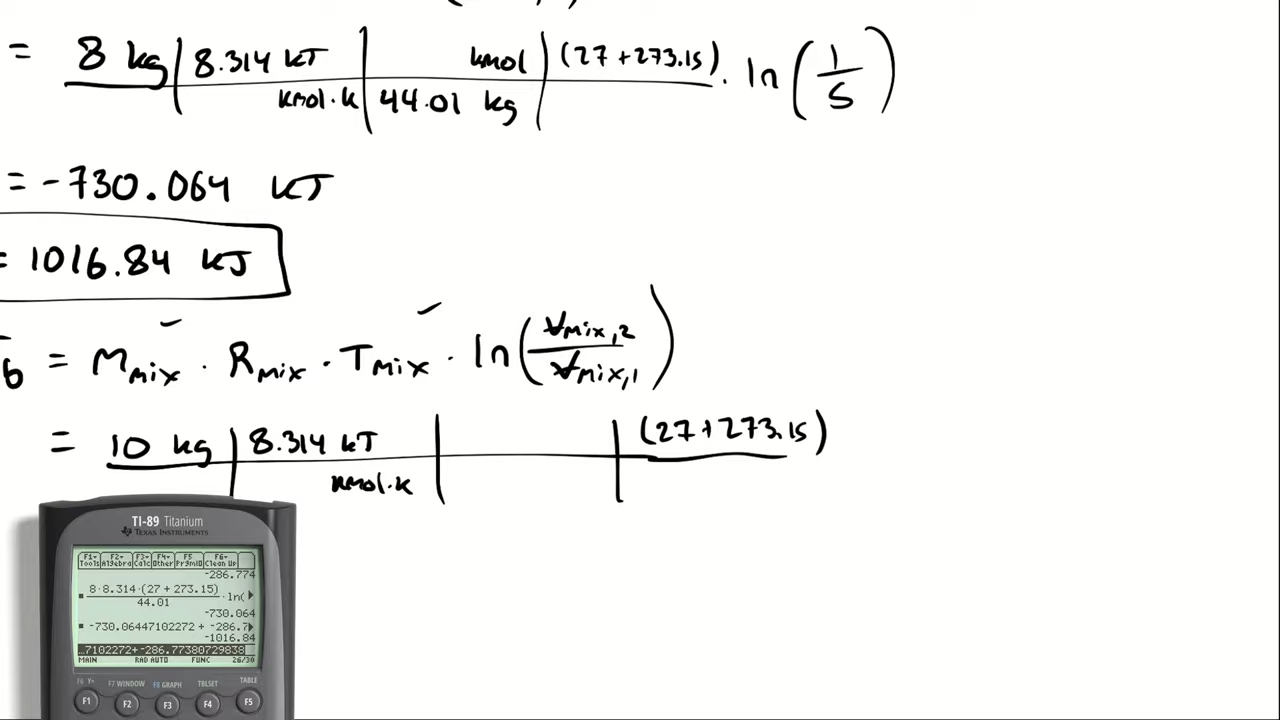 = 8 kg | 8.314 kJ | kmol | (27 + 273.15) · ln(1/5)
kmol·k | 44.01 kg
= -730.064 kJ
= 1016.84 kJ
6 = Mmix · Rmix · Tmix · ln(∀mix,2 / ∀mix,1)
= 10 kg | 8.314 kJ | (27+273.15)
kmol·k
TI-89 Titanium
TEXAS INSTRUMENTS
F1 Tools F2 Algebra F3 Calc F4 Other F5 PrgmIO F6 Clean Up
-286.774
8·8.314·(27 + 273.15)/44.01 · ln(
-730.064
-730.06447102272 + -286.7
-1016.84
…7102272+-286.77380729838
MAIN RAD AUTO FUNC 26/30
F6 Y= F7 WINDOW F8 GRAPH TBLSET TABLE
F1 F2 F3 F4 F5